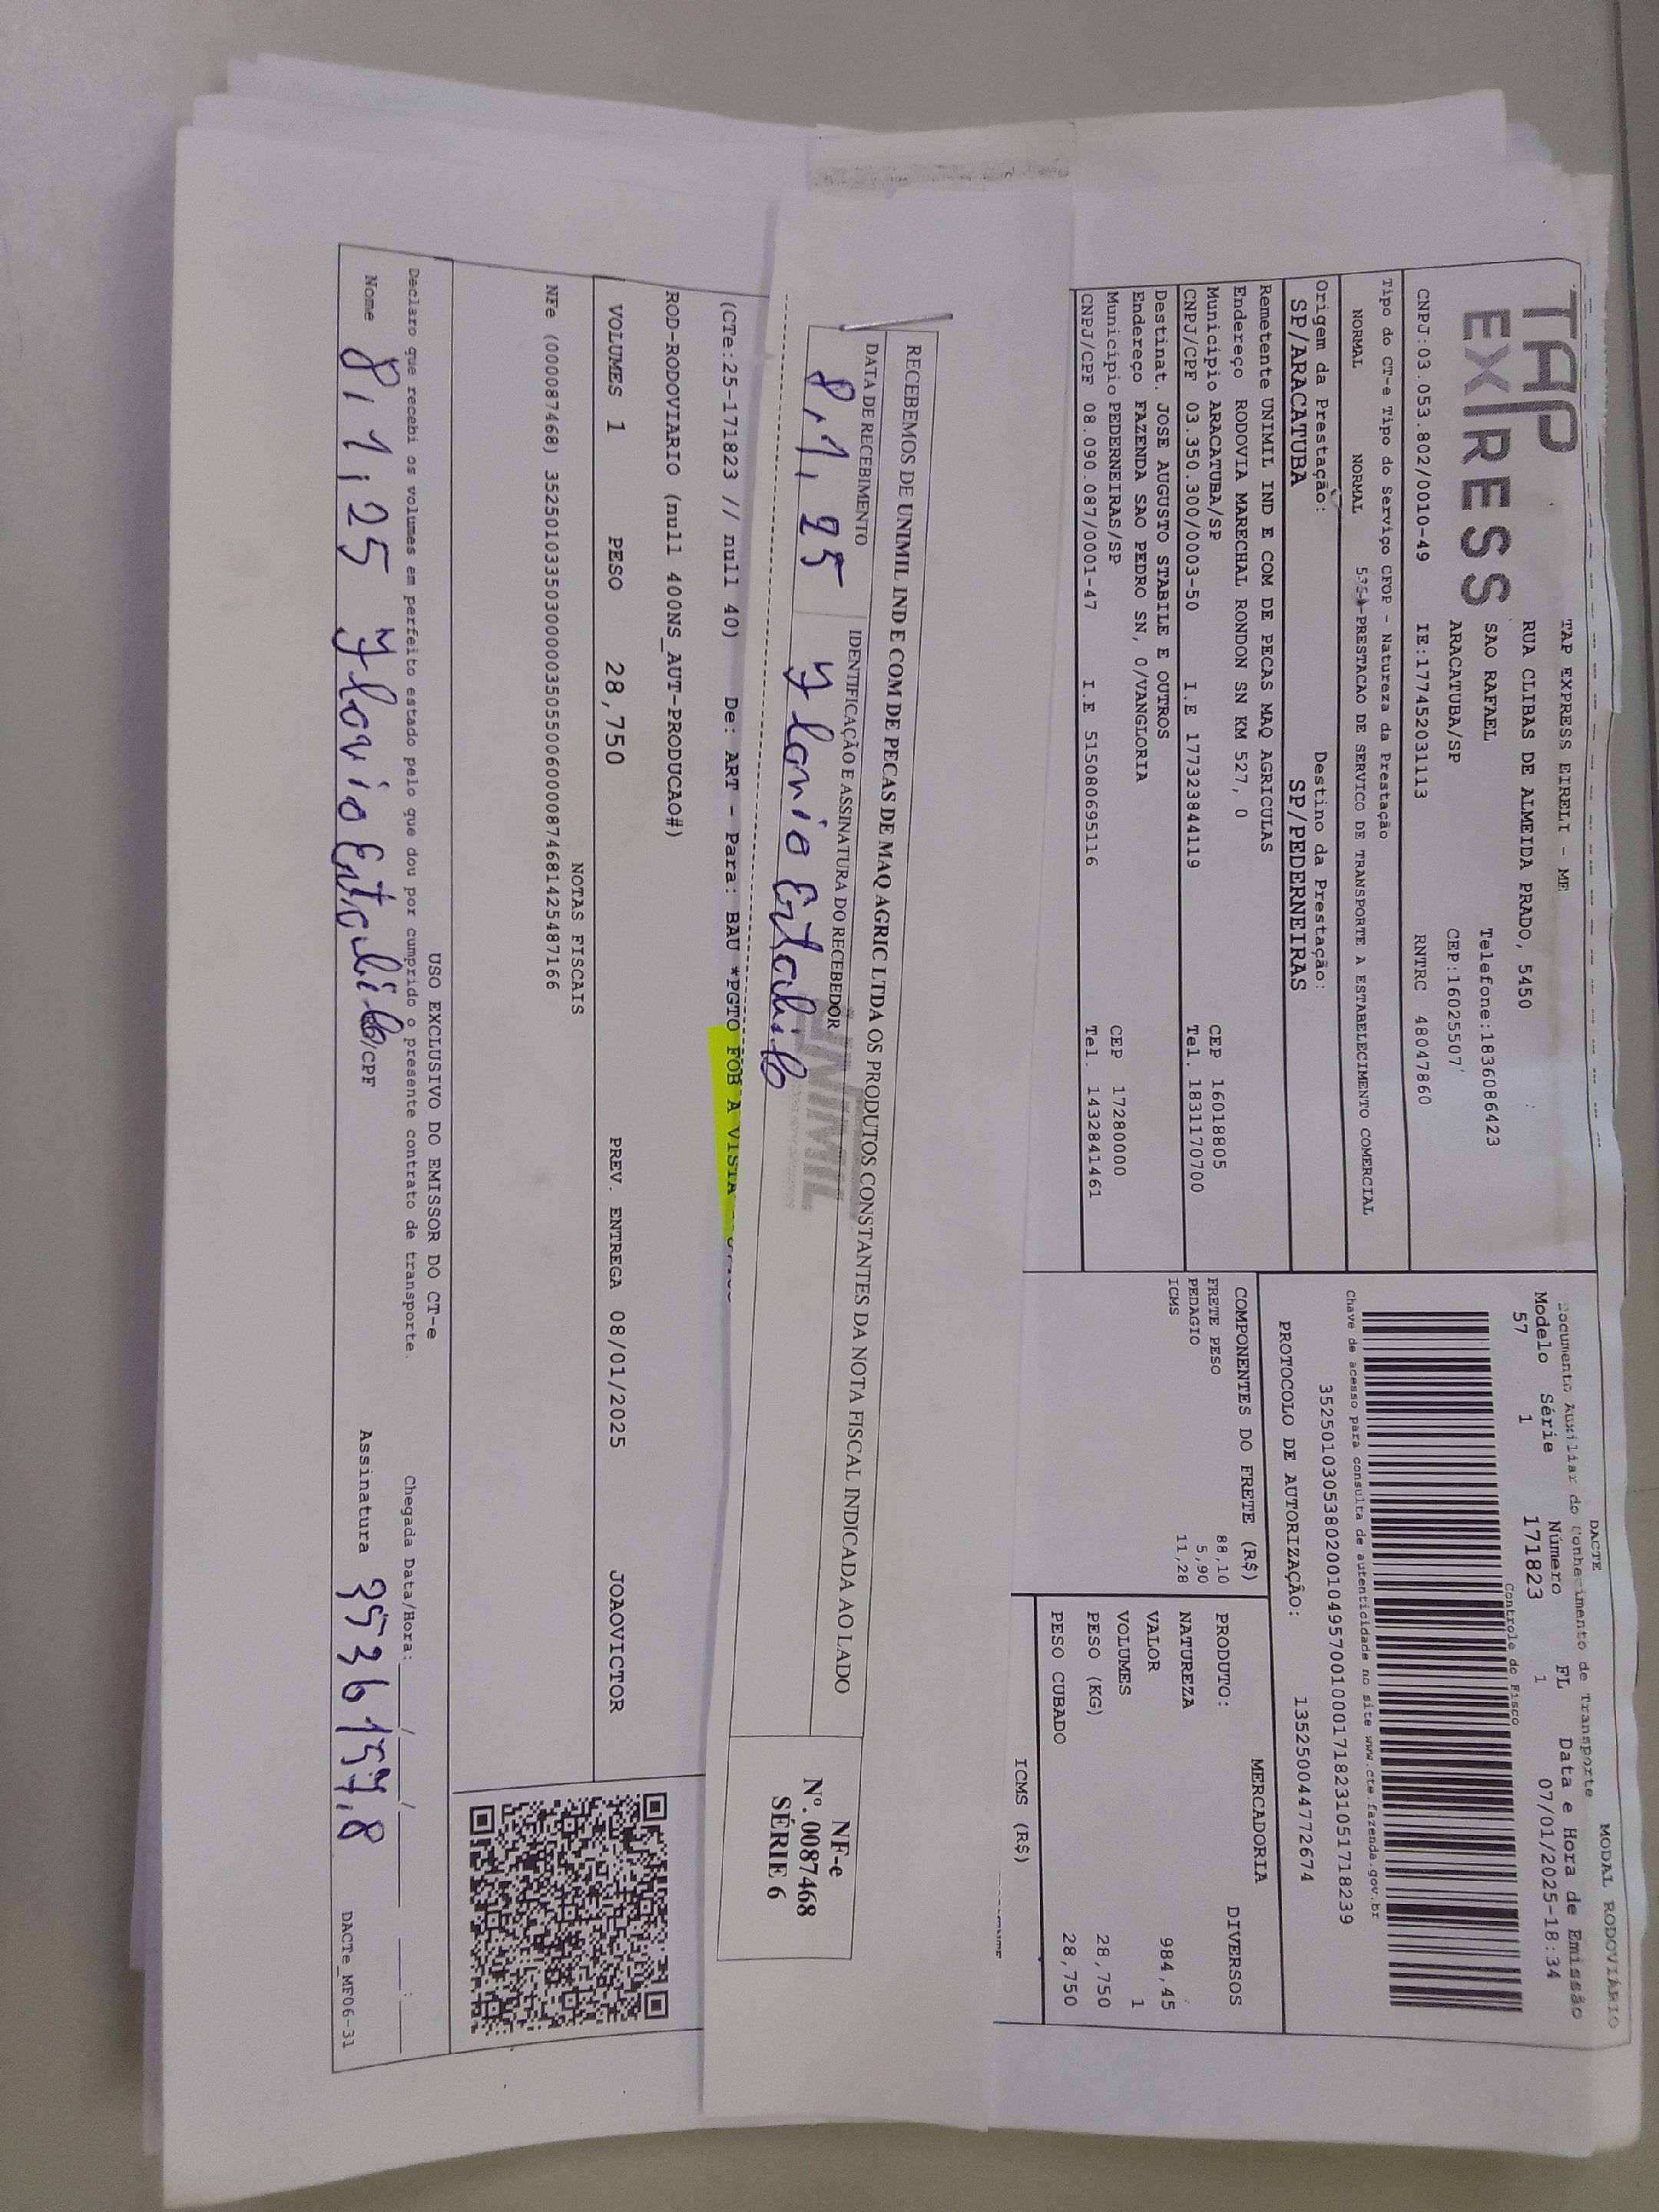 TAP
EXPRESS
TAP EXPRESS EIRELI - ME
RUA CLIBAS DE ALMEIDA PRADO, 5450
SAO RAFAEL Telefone:1836086423
ARACATUBA/SP CEP:16025507
CNPJ:03.053.802/0010-49 IE:177452031113 RNTRC 48047860
Tipo do CT-e Tipo do Serviço CFOP - Natureza da Prestação
NORMAL NORMAL PRESTACAO DE SERVICO DE TRANSPORTE A ESTABELECIMENTO COMERCIAL
Origem da Prestação: Destino da Prestação:
SP/ARACATUBA SP/PEDERNEIRAS
Remetente UNIMIL IND E COM DE PECAS MAQ AGRICULAS
Endereço RODOVIA MARECHAL RONDON SN KM 527, 0
Municipio ARACATUBA/SP CEP 16018805
CNPJ/CPF 03.350.300/0003-50 I.E 177323844119 Tel. 1831170700
Destinat. JOSE AUGUSTO STABILE E OUTROS
Endereço FAZENDA SAO PEDRO SN, 0/VANGLORIA
Municipio PEDERNEIRAS/SP CEP 17280000
CNPJ/CPF 08.090.087/0001-47 I.E 515080695116 Tel. 1432841461
DACTE MODAL RODOVIÁRIO
Documento Auxiliar do Conhecimento de Transporte
Modelo Série Número FL Data e Hora de Emissão
57 1 171823 1 07/01/2025-18:34
Controle do Fisco
Chave de acesso para consulta de autenticidade no site www.cte.fazenda.gov.br
35250103053802001049570010001718231051718239
PROTOCOLO DE AUTORIZAÇÃO: 135250044772674
COMPONENTES DO FRETE (R$)
FRETE PESO 88,10
PEDAGIO 5,90
ICMS 11,28
MERCADORIA
PRODUTO: DIVERSOS
NATUREZA
VALOR 984,45
VOLUMES 1
PESO (KG) 28,750
PESO CUBADO 28,750
ICMS (R$)
RECEBEMOS DE UNIMIL IND E COM DE PECAS DE MAQ AGRIC LTDA OS PRODUTOS CONSTANTES DA NOTA FISCAL INDICADA AO LADO
DATA DE RECEBIMENTO IDENTIFICAÇÃO E ASSINATURA DO RECEBEDOR
8,1,25
UNIMIL
NF-e
Nº. 0087468
SÉRIE 6
(CTe:25-171823 // null 40) De: ART - Para: BAU *PGTO FOB A VISTA
ROD-RODOVIARIO (null 400NS_AUT-PRODUCAO#)
VOLUMES 1 PESO 28,750 PREV. ENTREGA 08/01/2025 JOAOVICTOR
NOTAS FISCAIS
NFe (000087468) 35250103350300000350550060000874681425487166
USO EXCLUSIVO DO EMISSOR DO CT-e
Declaro que recebi os volumes em perfeito estado pelo que dou por cumprido o presente contrato de transporte. Chegada Data/Hora: ___/___/___ __:__
Nome 8,1,25 /CPF Assinatura DACTe_MF06-31